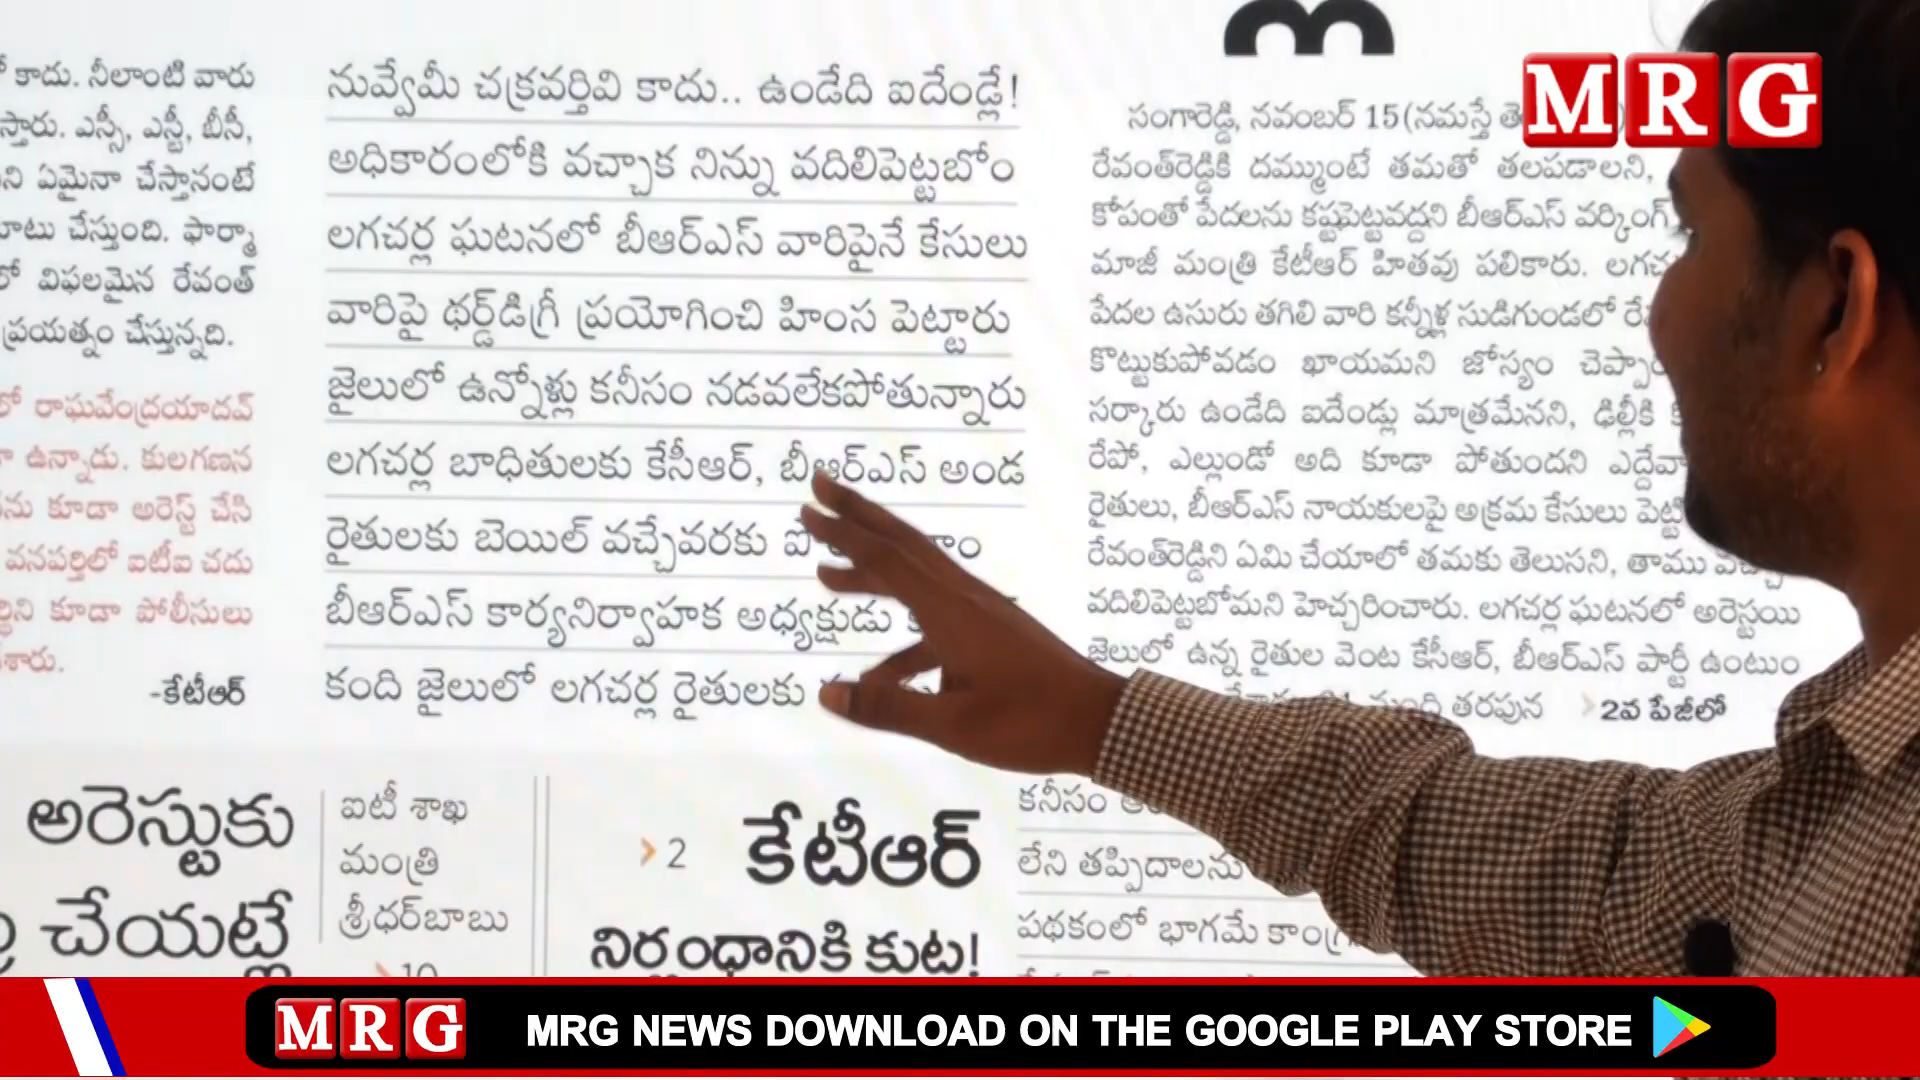 కాదు. నీలాంటి వారు
స్తారు. ఎస్సీ, ఎస్టీ, బీసీ,
ని ఏమైనా చేస్తానంటే
చేస్తుంది. ఫార్మా
లో విఫలమైన రేవంత్
ప్రయత్నం చేస్తున్నది.
లో రాఘవేంద్రయాదవ్
ఉన్నాడు. కులగణన
ను కూడా అరెస్ట్ చేసి
వనపర్తిలో ఐటీఐ చదు
కూడా పోలీసులు
-కేటీఆర్
నువ్వేమీ చక్రవర్తివి కాదు.. ఉండేది ఐదేండ్లే!
అధికారంలోకి వచ్చాక నిన్ను వదిలిపెట్టబోం
లగచర్ల ఘటనలో బీఆర్ఎస్ వారిపైనే కేసులు
వారిపై థర్డ్‌డిగ్రీ ప్రయోగించి హింస పెట్టారు
జైలులో ఉన్నోళ్లు కనీసం నడవలేకపోతున్నారు
లగచర్ల బాధితులకు కేసీఆర్, బీఆర్ఎస్ అండ
రైతులకు బెయిల్ వచ్చేవరకు
బీఆర్ఎస్ కార్యనిర్వాహక అధ్యక్షుడు
కంది జైలులో లగచర్ల రైతులకు
MRG
సంగారెడ్డి, నవంబర్ 15(నమస్తే
రేవంత్‌రెడ్డికి దమ్ముంటే తమతో తలపడాలని,
కోపంతో పేదలను కష్టపెట్టవద్దని బీఆర్ఎస్ వర్కింగ్
మాజీ మంత్రి కేటీఆర్ హితవు పలికారు.
పేదల ఉసురు తగిలి వారి కన్నీళ్ల సుడిగుండలో
కొట్టుకుపోవడం ఖాయమని జోస్యం
సర్కారు ఉండేది ఐదేండ్లు మాత్రమేనని, ఢిల్లీకి
రేపో, ఎల్లుండో అది కూడా పోతుందని
రైతులు, బీఆర్ఎస్ నాయకులపై అక్రమ కేసులు
రేవంత్‌రెడ్డిని ఏమి చేయాలో తమకు తెలుసని, తాము
వదిలిపెట్టబోమని హెచ్చరించారు. లగచర్ల ఘటనలో అరెస్టయి
జైలులో ఉన్న రైతుల వెంట కేసీఆర్, బీఆర్ఎస్ పార్టీ ఉంటుం
తరపున 2వ పేజీలో
అరెస్టుకు
చేయట్లే
ఐటీ శాఖ
మంత్రి
శ్రీధర్‌బాబు
10
2 కేటీఆర్
నిర్బంధానికి కుట!
కనీసం
లేని తప్పిదాలను
పథకంలో భాగమే
MRG MRG NEWS DOWNLOAD ON THE GOOGLE PLAY STORE